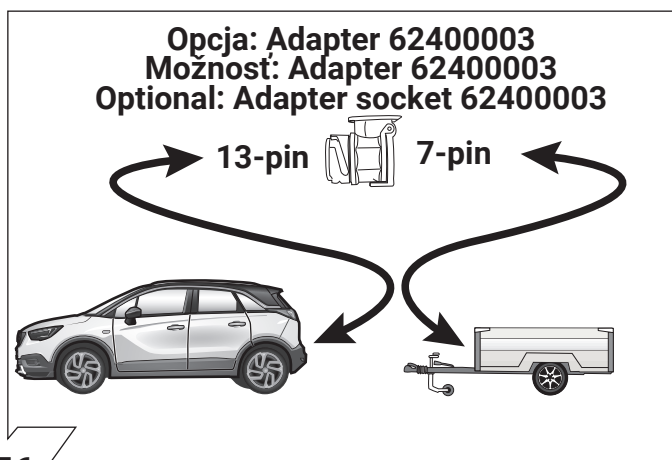 Opcja: Adapter 62400003
Možnosť: Adapter 62400003
Optional: Adapter socket 62400003
13-pin
7-pin